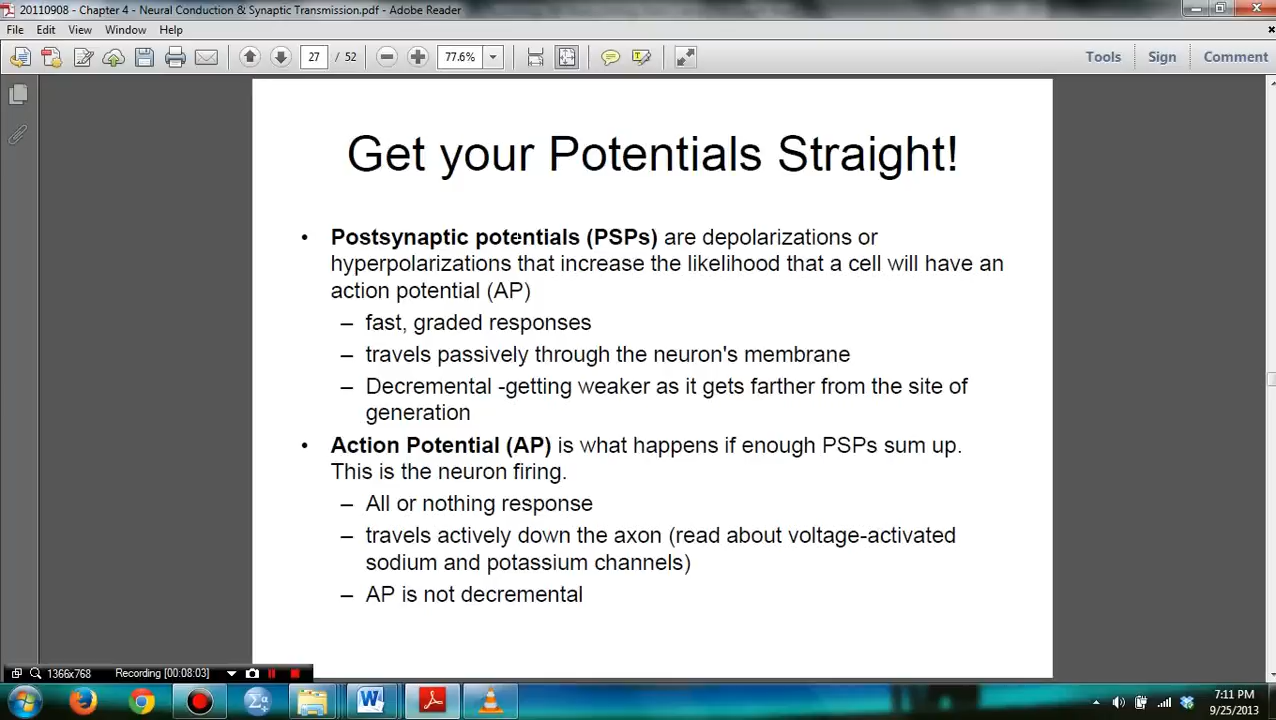 20110908 - Chapter 4 - Neural Conduction & Synaptic Transmission.pdf - Adobe Reader
File Edit View Window Help
27 / 52 77.6% Tools Sign Comment
Get your Potentials Straight!
• Postsynaptic potentials (PSPs) are depolarizations or
hyperpolarizations that increase the likelihood that a cell will have an
action potential (AP)
– fast, graded responses
– travels passively through the neuron's membrane
– Decremental -getting weaker as it gets farther from the site of
generation
• Action Potential (AP) is what happens if enough PSPs sum up.
This is the neuron firing.
– All or nothing response
– travels actively down the axon (read about voltage-activated
sodium and potassium channels)
– AP is not decremental
1366x768 Recording [00:08:03]
7:11 PM
9/25/2013